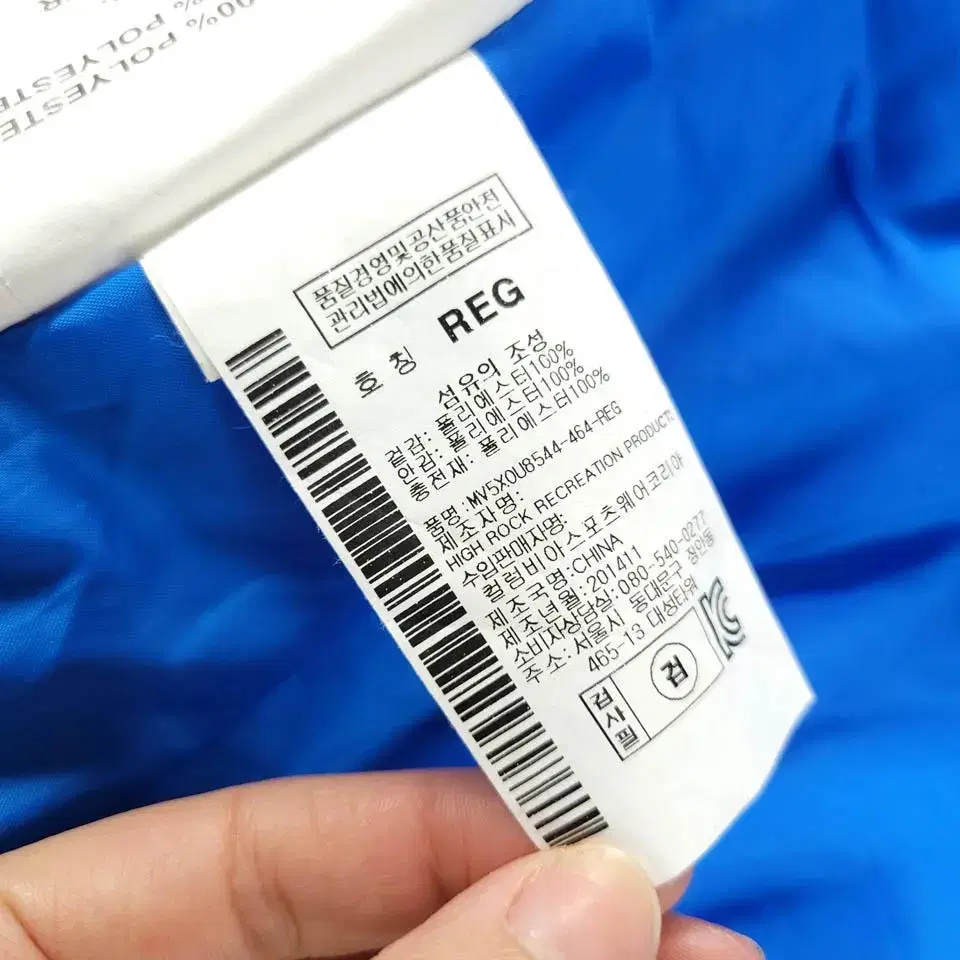 100% POLYESTE
% POLYESTE
POLYESTE
품질경영및공산품안전
관리법에의한품질표시
호 칭 REG
섬유의 조성
겉감: 폴리에스터100%
안감: 폴리에스터100%
충전재: 폴리에스터100%
품명:MV5X0U8544-464-REG
제조자명:
HIGH ROCK RECREATION PRODUCTS
수입판매자명:
컬럼비아스포츠웨어코리아
제조국명:CHINA
제조년월:201411
소비자상담실:080-540-0277
주소:서울시 동대문구 장안동
465-13 대성타워
검사필 검